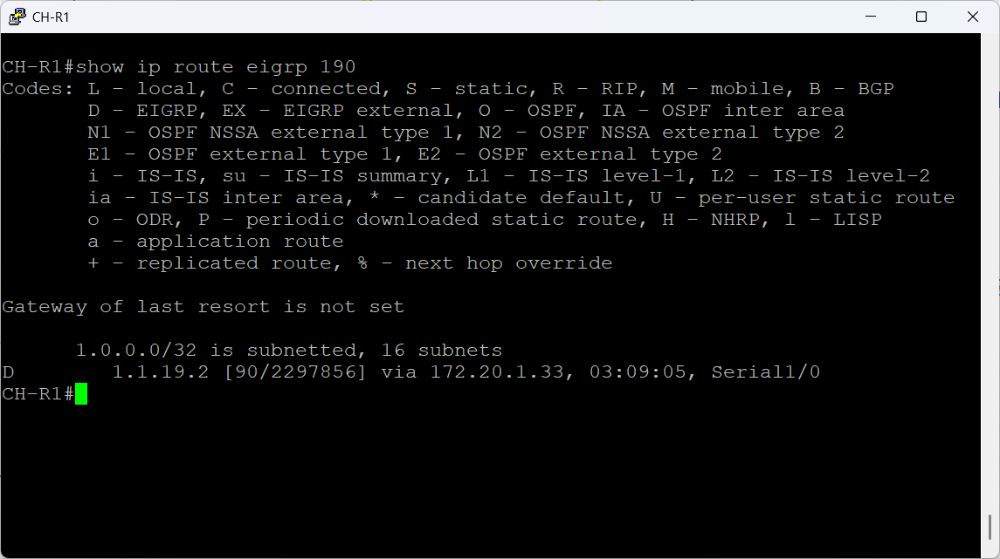 CH-R1
CH-R1#show ip route eigrp 190
Codes: L - local, C - connected, S - static, R - RIP, M - mobile, B - BGP
       D - EIGRP, EX - EIGRP external, O - OSPF, IA - OSPF inter area
       N1 - OSPF NSSA external type 1, N2 - OSPF NSSA external type 2
       E1 - OSPF external type 1, E2 - OSPF external type 2
       i - IS-IS, su - IS-IS summary, L1 - IS-IS level-1, L2 - IS-IS level-2
       ia - IS-IS inter area, * - candidate default, U - per-user static route
       o - ODR, P - periodic downloaded static route, H - NHRP, l - LISP
       a - application route
       + - replicated route, % - next hop override
Gateway of last resort is not set
      1.0.0.0/32 is subnetted, 16 subnets
D        1.1.19.2 [90/2297856] via 172.20.1.33, 03:09:05, Serial1/0
CH-R1#